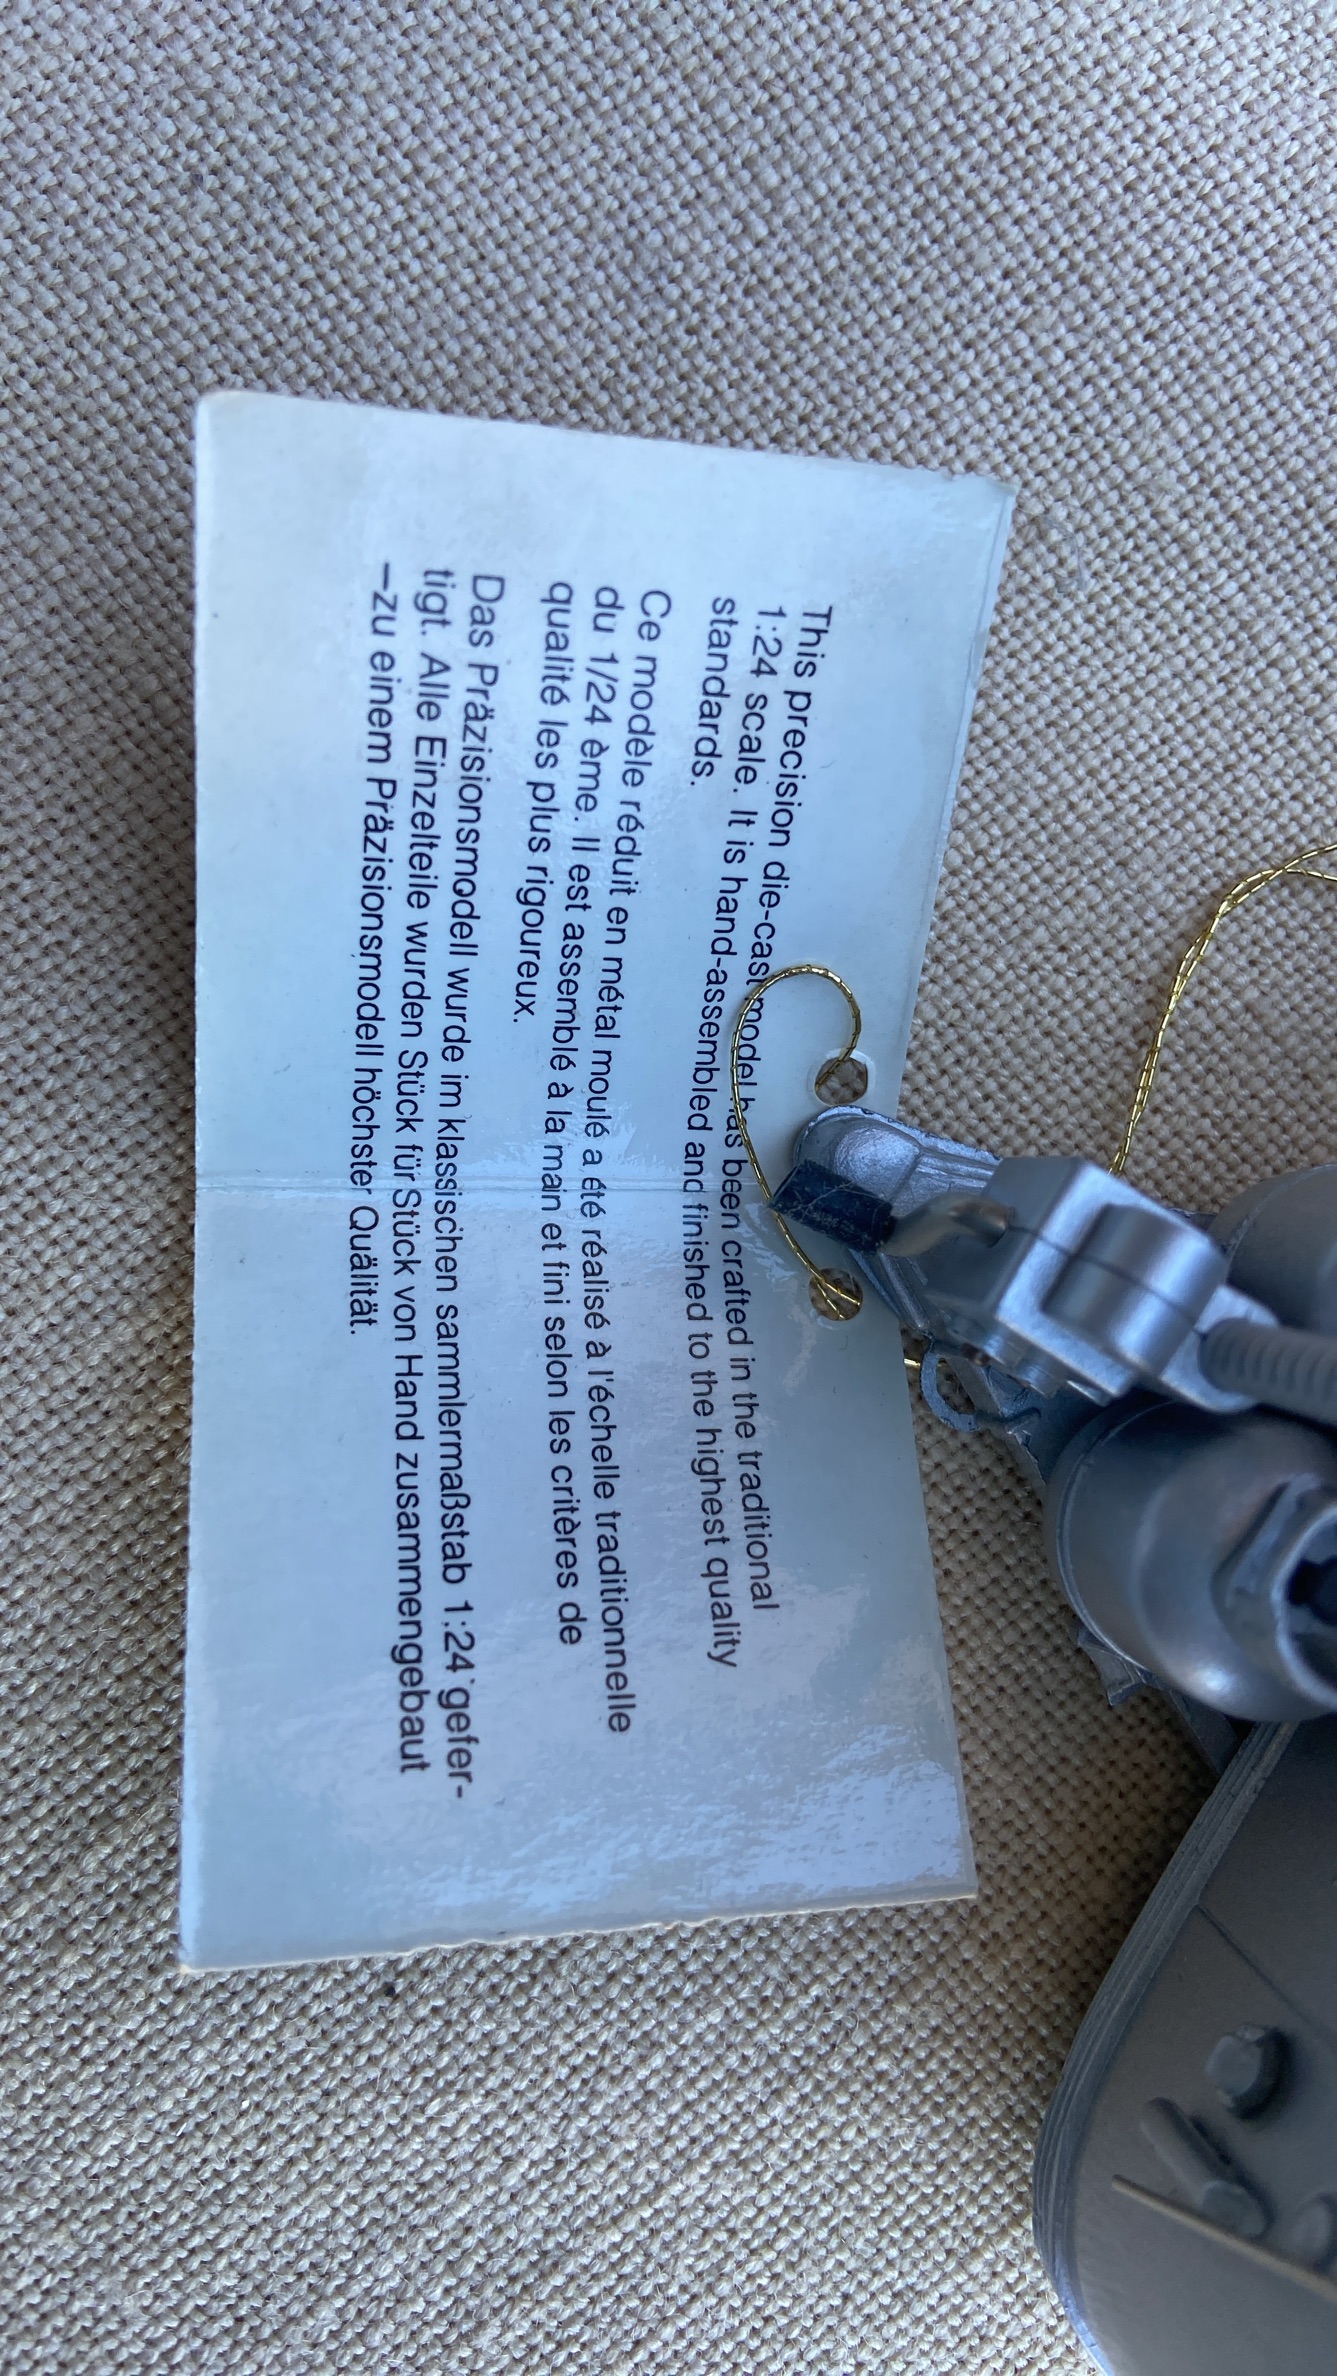 This precision die-cast model has been crafted in the traditional
1:24 scale. It is hand-assembled and finished to the highest quality
standards.
Ce modèle réduit en métal moulé a été réalisé à l'échelle traditionnelle
du 1/24 ème. Il est assemblé à la main et fini selon les critères de
qualité les plus rigoureux.
Das Präzisionsmodell wurde im klassischen sammlermaßstab 1:24 gefer-
tigt. Alle Einzelteile wurden Stück für Stück von Hand zusammengebaut
–zu einem Präzisionsmodell höchster Quälität.